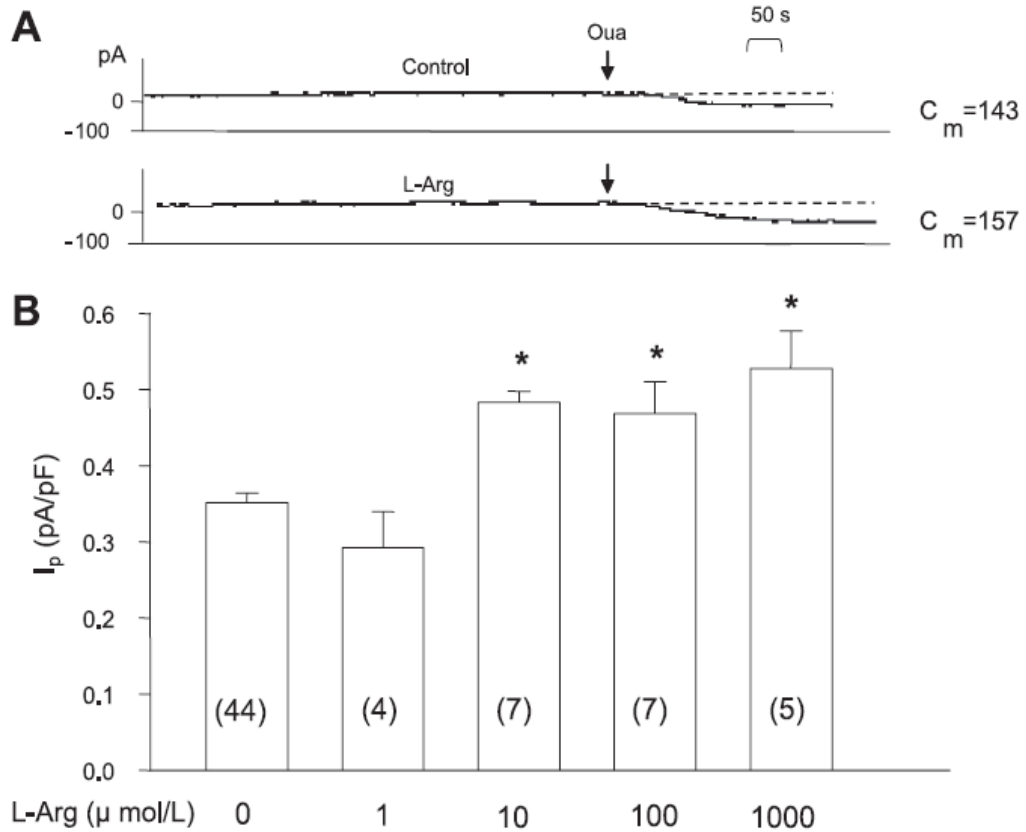 A
50 s
pA
Oua
Control
0
-100
C m=143
L-Arg
0
-100
C m=157
B
0.6
0.5
0.4
0.3
0.2
0.1
0.0
Ip (pA/pF)
* * *
(44) (4) (7) (7) (5)
L-Arg (μ mol/L) 0 1 10 100 1000